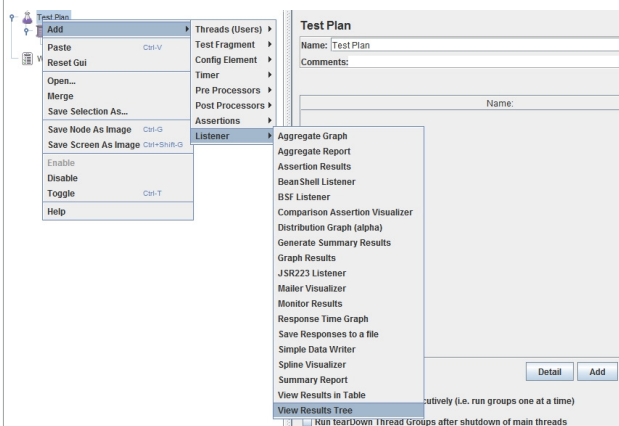 Test Plan
Add
Paste Ctrl-V
Reset Gui
Open...
Merge
Save Selection As...
Save Node As Image Ctrl-G
Save Screen As Image Ctrl+Shift-G
Enable
Disable
Toggle Ctrl-T
Help
Threads (Users)
Test Fragment
Config Element
Timer
Pre Processors
Post Processors
Assertions
Listener
Aggregate Graph
Aggregate Report
Assertion Results
BeanShell Listener
BSF Listener
Comparison Assertion Visualizer
Distribution Graph (alpha)
Generate Summary Results
Graph Results
JSR223 Listener
Mailer Visualizer
Monitor Results
Response Time Graph
Save Responses to a file
Simple Data Writer
Spline Visualizer
Summary Report
View Results in Table
View Results Tree
Test Plan
Name: Test Plan
Comments:
Name:
Detail Add
cutively (i.e. run groups one at a time)
Run tearDown Thread Groups after shutdown of main threads